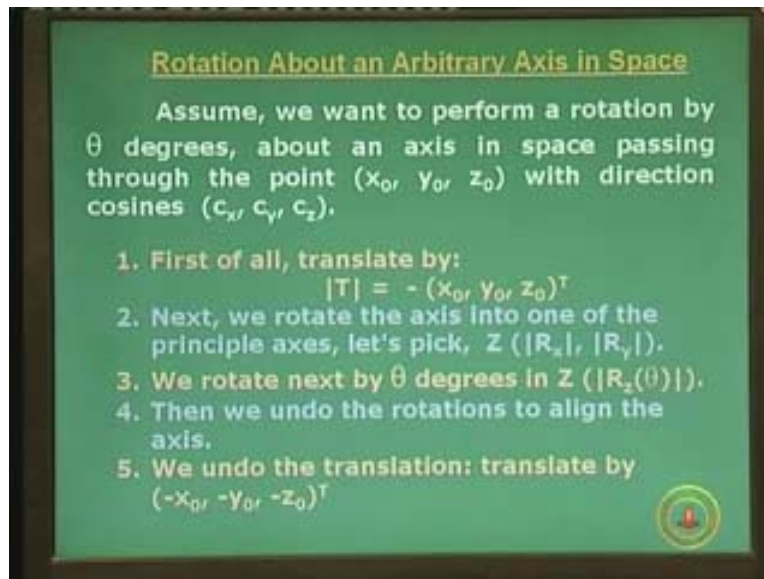 Rotation About an Arbitrary Axis in Space
Assume, we want to perform a rotation by
θ degrees, about an axis in space passing
through the point (x₀, y₀, z₀) with direction
cosines (cₓ, cᵧ, c_z).
1. First of all, translate by:
|T| = - (x₀, y₀, z₀)ᵀ
2. Next, we rotate the axis into one of the
principle axes, let's pick, Z (|Rₓ|, |Rᵧ|).
3. We rotate next by θ degrees in Z (|R_z(θ)|).
4. Then we undo the rotations to align the
axis.
5. We undo the translation: translate by
(-x₀, -y₀, -z₀)ᵀ